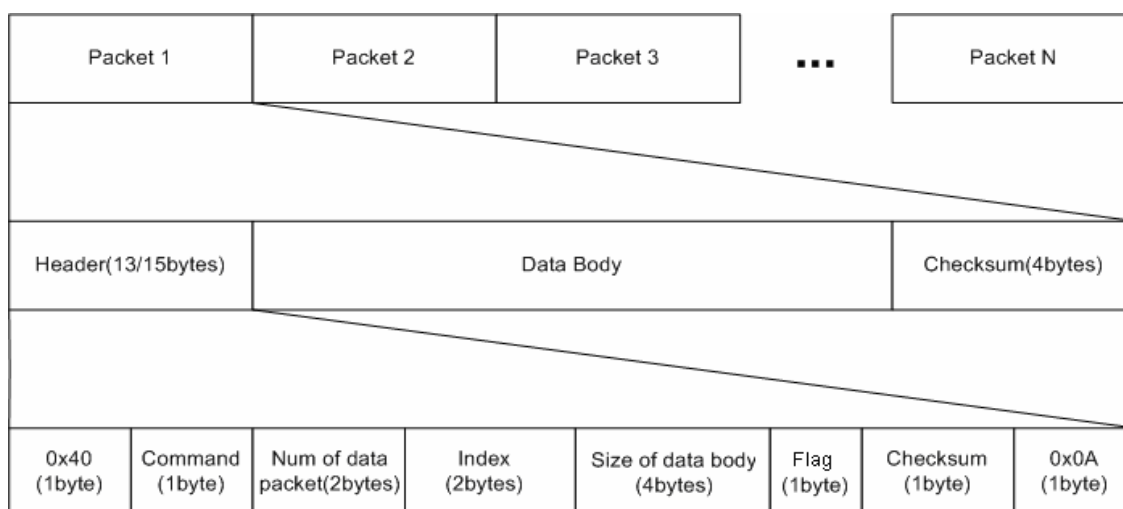 Packet 1
Packet 2
Packet 3
...
Packet N
Header(13/15bytes)
Data Body
Checksum(4bytes)
0x40
(1byte)
Command
(1byte)
Num of data
packet(2bytes)
Index
(2bytes)
Size of data body
(4bytes)
Flag
(1byte)
Checksum
(1byte)
0x0A
(1byte)